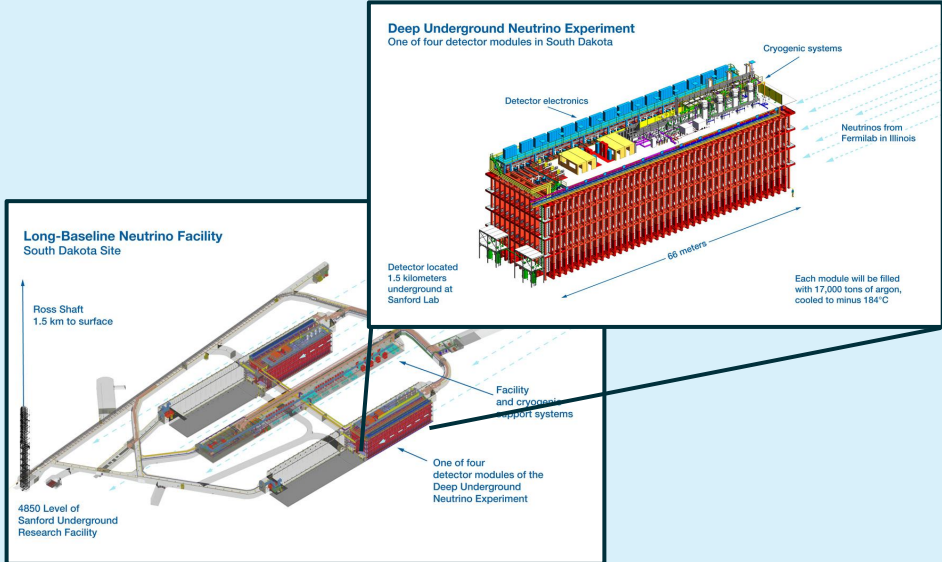 Deep Underground Neutrino Experiment
One of four detector modules in South Dakota
Cryogenic systems
Detector electronics
Neutrinos from
Fermilab in Illinois
66 meters
Detector located
1.5 kilometers
underground at
Sanford Lab
Each module will be filled
with 17,000 tons of argon,
cooled to minus 184°C
Long-Baseline Neutrino Facility
South Dakota Site
Ross Shaft
1.5 km to surface
Facility
and cryogenic
support systems
One of four
detector modules of the
Deep Underground
Neutrino Experiment
4850 Level of
Sanford Underground
Research Facility